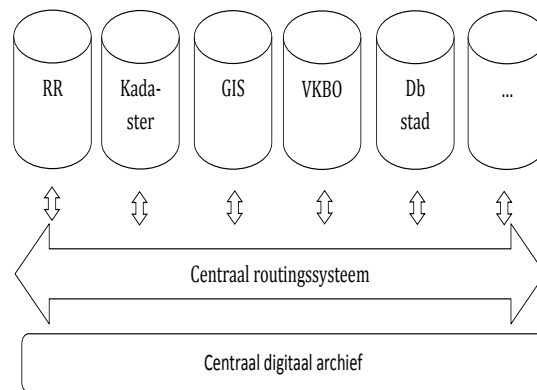 RR
Kada-
ster
GIS
VKBO
Db
stad
...
Centraal routingssysteem
Centraal digitaal archief